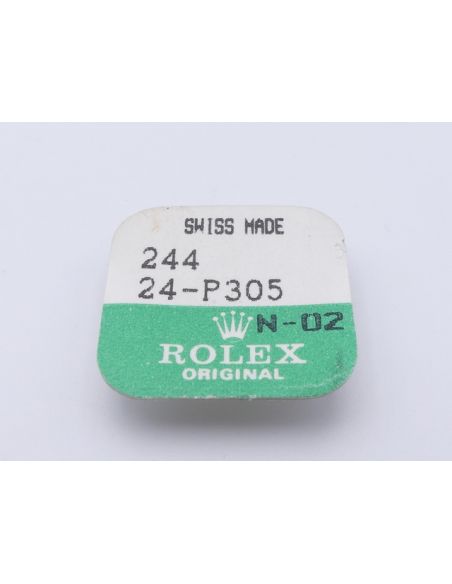 SWISS MADE
244
24-P305
N-02
ROLEX
ORIGINAL